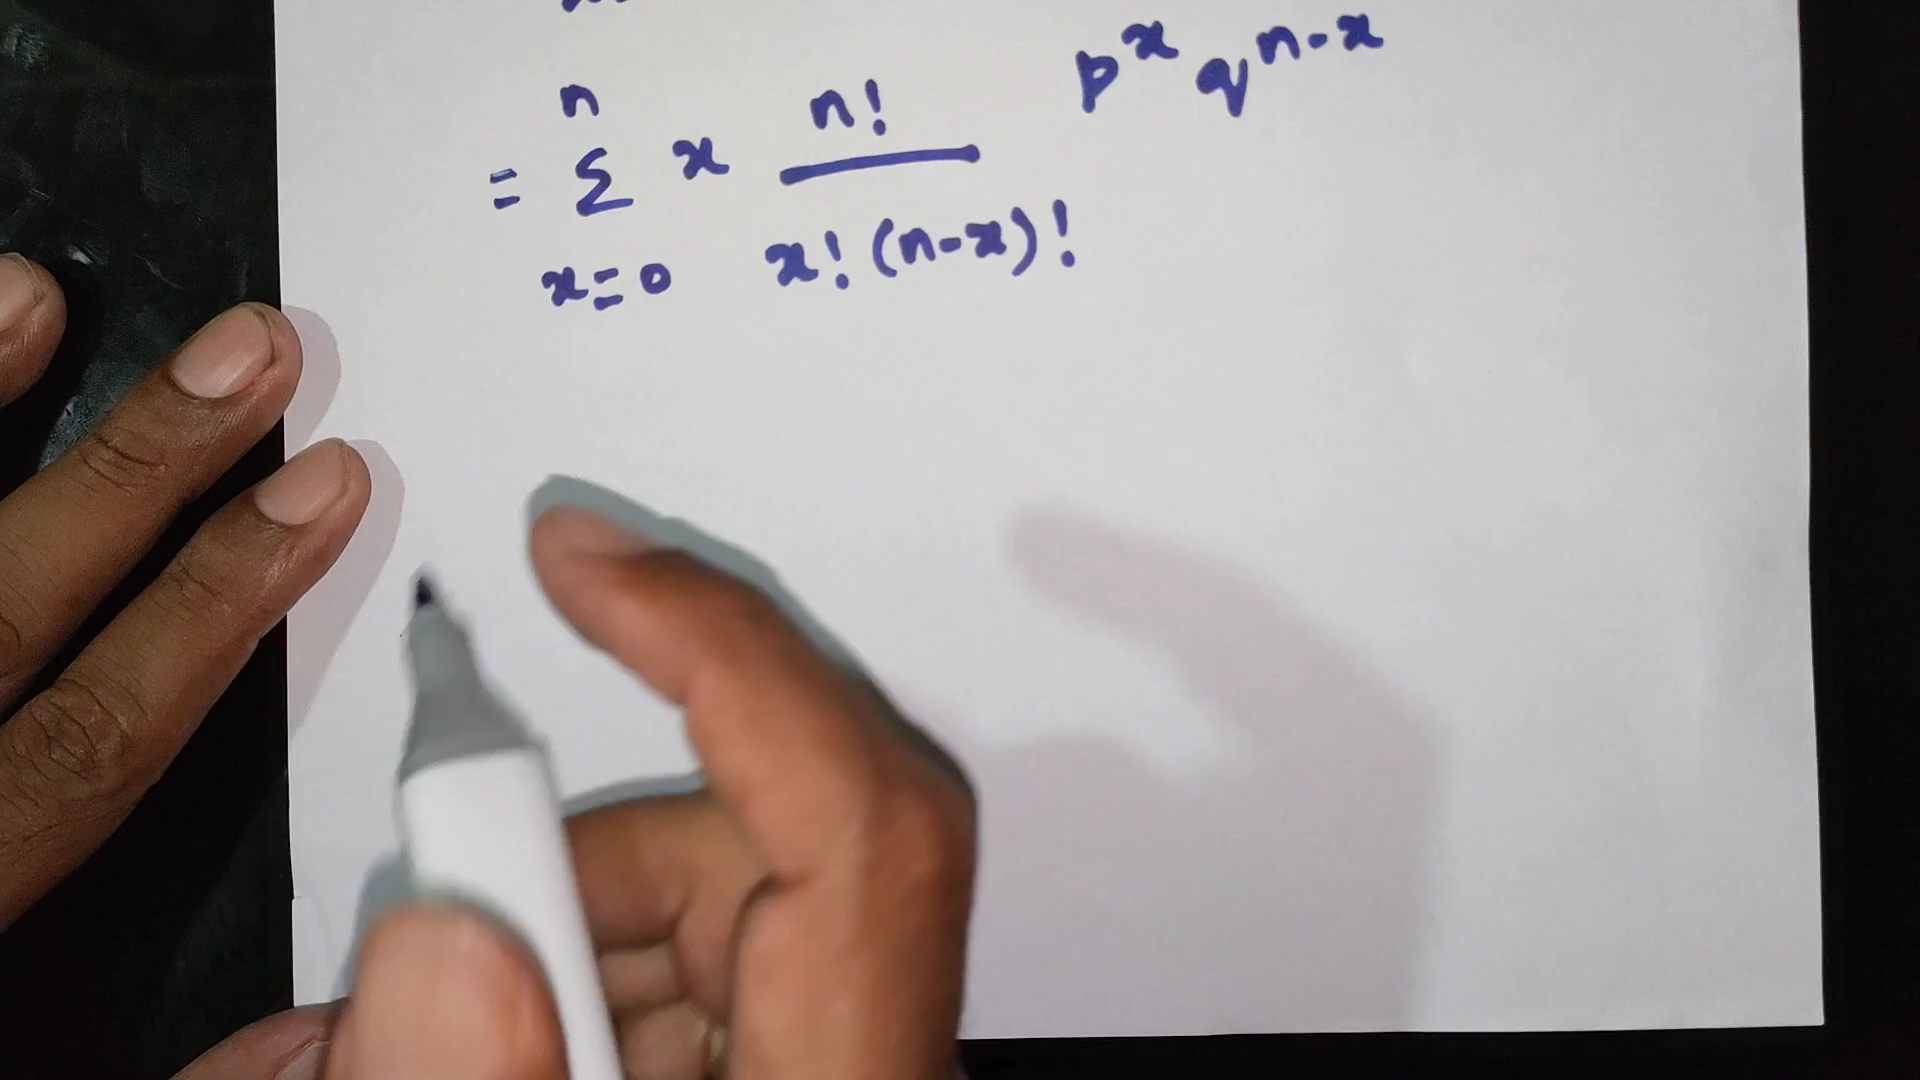 n n! p^x q^{n-x}
= Σ x ―――
x=0 x! (n-x)!